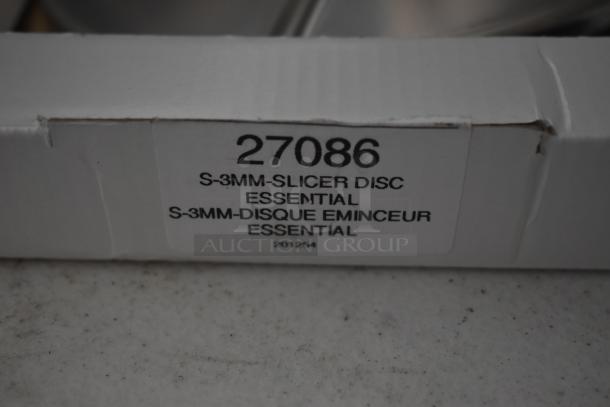 27086
S-3MM-SLICER DISC
ESSENTIAL
S-3MM-DISQUE EMINCEUR
ESSENTIAL
AUCTION GROUP